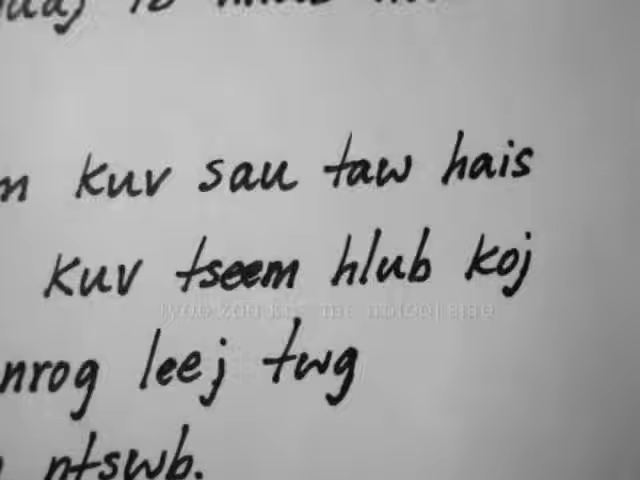 m kuv sau taw hais
kuv tseem hlub koj
nrog leej twg
ntswb.